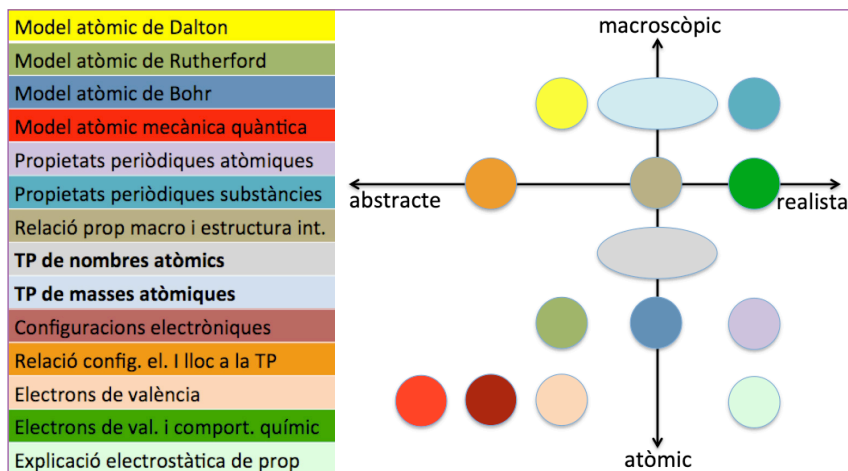 Model atòmic de Dalton
Model atòmic de Rutherford
Model atòmic de Bohr
Model atòmic mecànica quàntica
Propietats periòdiques atòmiques
Propietats periòdiques substàncies
Relació prop macro i estructura int.
TP de nombres atòmics
TP de masses atòmiques
Configuracions electròniques
Relació config. el. I lloc a la TP
Electrons de valència
Electrons de val. i comport. químic
Explicació electrostàtica de prop
macroscòpic
abstracte
realista
atòmic